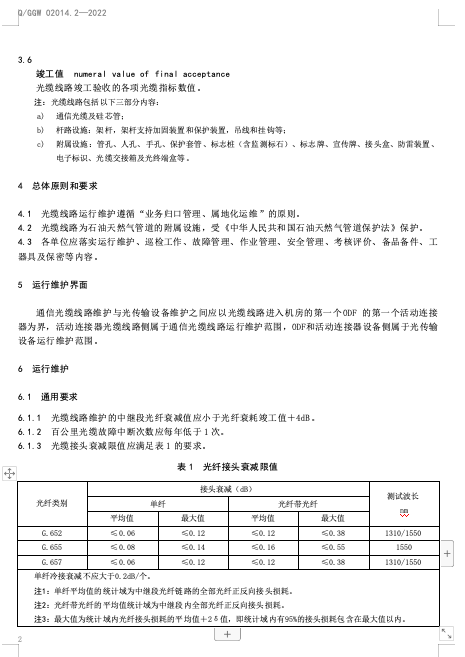 Q/GGW 02014.2—2022
3.6
竣工值 numeral value of final acceptance
光缆线路竣工验收的各项光缆指标数值。
注：光缆线路包括以下三部分内容：
a) 通信光缆及硅芯管；
b) 杆路设施：架杆，架杆支持加固装置和保护装置，吊线和挂钩等；
c) 附属设施：管孔、人孔、手孔、保护套管、标志桩（含监测标石）、标志牌、宣传牌、接头盒、防雷装置、
电子标识、光缆交接箱及光终端盒等。
4 总体原则和要求
4.1 光缆线路运行维护遵循“业务归口管理、属地化运维”的原则。
4.2 光缆线路为石油天然气管道的附属设施，受《中华人民共和国石油天然气管道保护法》保护。
4.3 各单位应落实运行维护、巡检工作、故障管理、作业管理、安全管理、考核评价、备品备件、工
器具及保密等内容。
5 运行维护界面
通信光缆线路维护与光传输设备维护之间应以光缆线路进入机房的第一个ODF 的第一个活动连接
器为界，活动连接器光缆线路侧属于通信光缆线路运行维护范围，ODF和活动连接器设备侧属于光传输
设备运行维护范围。
6 运行维护
6.1 通用要求
6.1.1 光缆线路维护的中继段光纤衰减值应小于光纤衰耗竣工值＋4dB。
6.1.2 百公里光缆故障中断次数应每年低于1次。
6.1.3 光缆接头衰减限值应满足表1的要求。
表1 光纤接头衰减限值
光纤类别 接头衰减（dB） 测试波长
nm
单纤 光纤带光纤
平均值 最大值 平均值 最大值
G.652 ≤0.06 ≤0.12 ≤0.12 ≤0.38 1310/1550
G.655 ≤0.08 ≤0.14 ≤0.16 ≤0.55 1550
G.657 ≤0.06 ≤0.12 ≤0.12 ≤0.38 1310/1550
单纤冷接衰减不应大于0.2dB/个。
注1：单纤平均值的统计域为中继段光纤链路的全部光纤正反向接头损耗。
注2：光纤带光纤的平均值统计域为中继段内全部光纤正反向接头损耗。
注3：最大值为统计域内光纤接头损耗的平均值＋2δ值，即统计域内有95%的接头损耗包含在最大值以内。
2